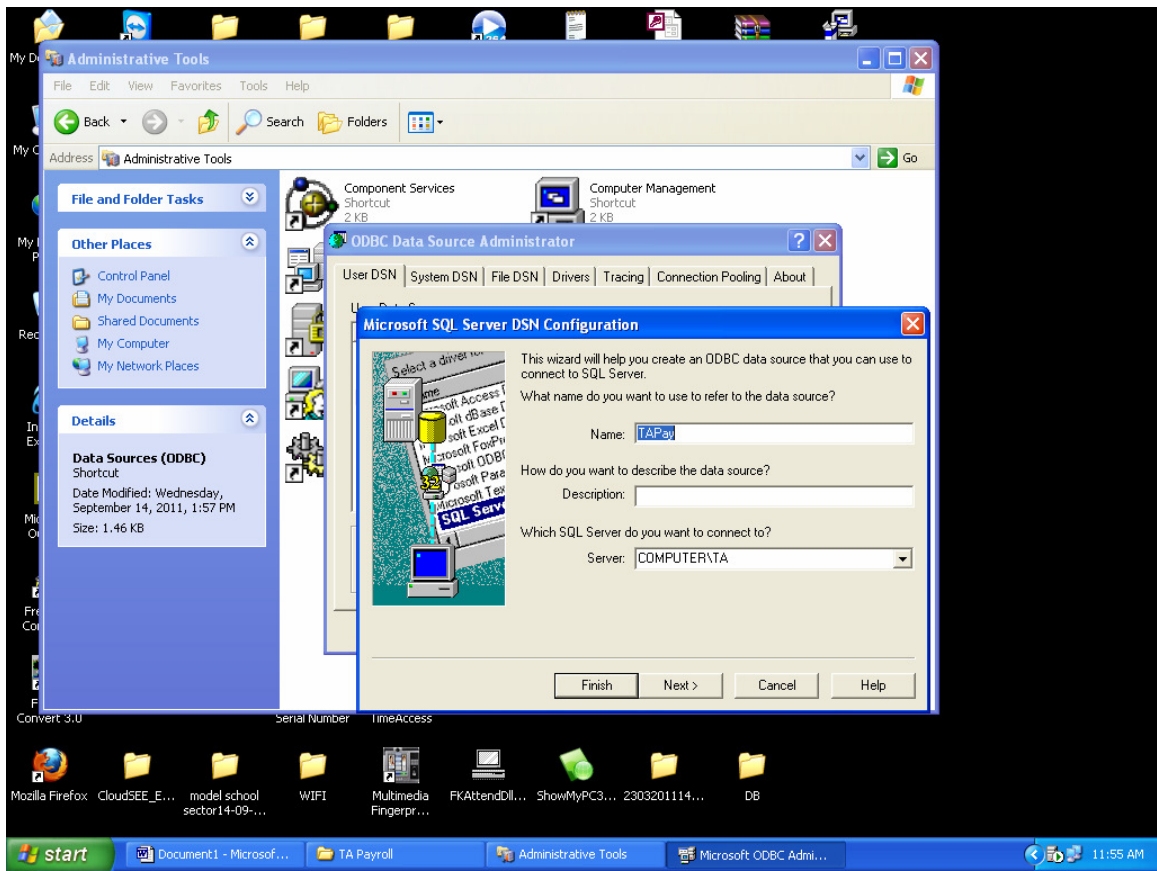 My D
Administrative Tools
File Edit View Favorites Tools Help
Back Search Folders
My C
Address Administrative Tools Go
File and Folder Tasks
Component Services
Shortcut
2 KB
Computer Management
Shortcut
2 KB
Other Places
Control Panel
My Documents
Shared Documents
My Computer
My Network Places
Details
Data Sources (ODBC)
Shortcut
Date Modified: Wednesday,
September 14, 2011, 1:57 PM
Size: 1.46 KB
ODBC Data Source Administrator
User DSN System DSN File DSN Drivers Tracing Connection Pooling About
Microsoft SQL Server DSN Configuration
Select a driver
SQL Serv
This wizard will help you create an ODBC data source that you can use to
connect to SQL Server.
What name do you want to use to refer to the data source?
Name: TAPay
How do you want to describe the data source?
Description:
Which SQL Server do you want to connect to?
Server: COMPUTER\TA
Finish Next > Cancel Help
Convert 3.0
Serial Number
TimeAccess
Mozilla Firefox
CloudSEE_E...
model school
sector14-09-...
WIFI
Multimedia
Fingerpr...
FKAttendDll...
ShowMyPC3...
2303201114...
DB
start
Document1 - Microsof...
TA Payroll
Administrative Tools
Microsoft ODBC Admi...
11:55 AM